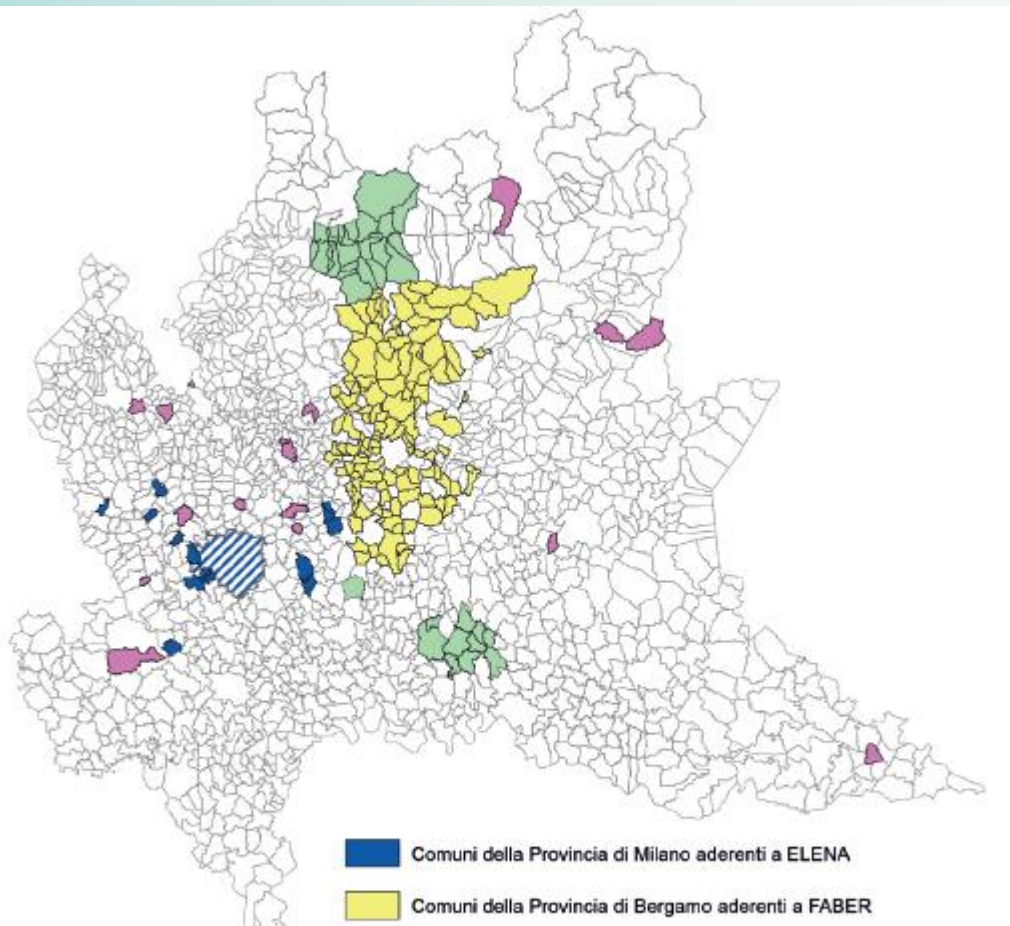 Comuni della Provincia di Milano aderenti a ELENA
Comuni della Provincia di Bergamo aderenti a FABER